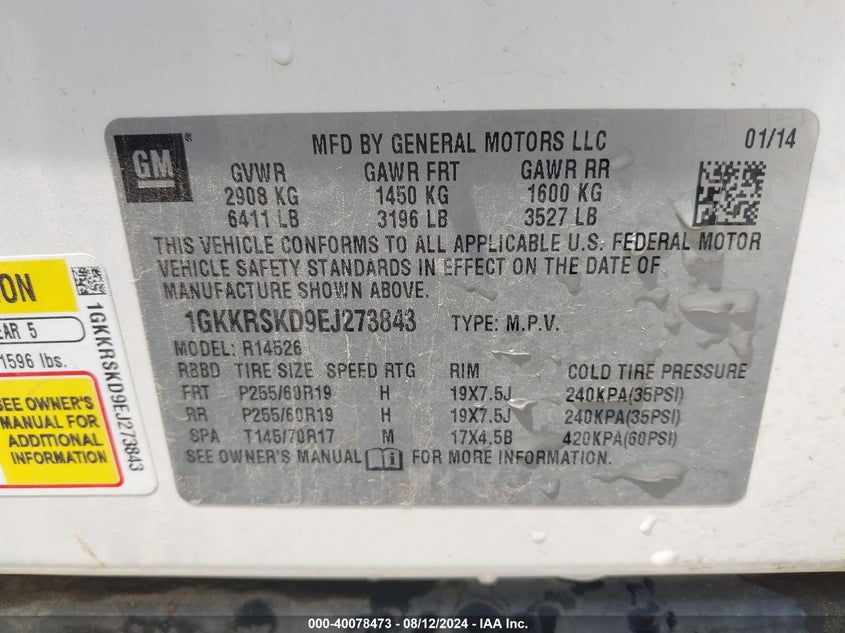 GM ®
MFD BY GENERAL MOTORS LLC 01/14
GVWR GAWR FRT GAWR RR
2908 KG 1450 KG 1600 KG
6411 LB 3196 LB 3527 LB
THIS VEHICLE CONFORMS TO ALL APPLICABLE U.S. FEDERAL MOTOR
VEHICLE SAFETY STANDARDS IN EFFECT ON THE DATE OF
MANUFACTURE SHOWN ABOVE.
1GKKRSKD9EJ273843 TYPE: M.P.V.
MODEL: R14526
RBBD TIRE SIZE SPEED RTG RIM COLD TIRE PRESSURE
FRT P255/60R19 H 19X7.5J 240KPA(35PSI)
RR P255/60R19 H 19X7.5J 240KPA(35PSI)
SPA T145/70R17 M 17X4.5B 420KPA(60PSI)
SEE OWNER'S MANUAL FOR MORE INFORMATION.
ON
EAR 5
1596 lbs.
SEE OWNER'S
MANUAL FOR
ADDITIONAL
INFORMATION
1GKKRSKD9EJ273843
000-40078473 - 08/12/2024 - IAA Inc.